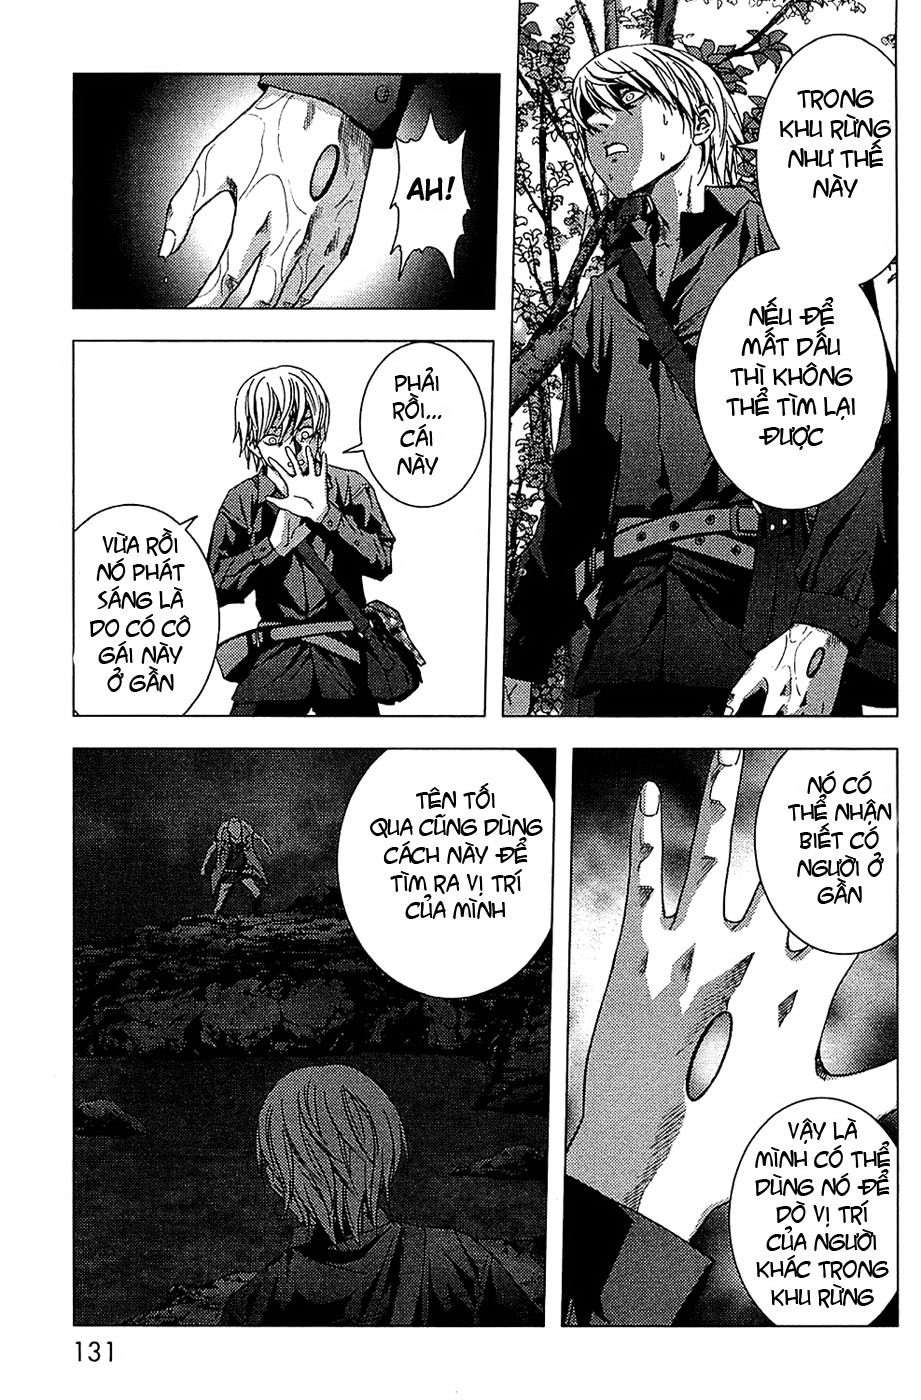 TRONG
KHU RỪNG
NHƯ THẾ
NÀY
NẾU ĐỂ
MẤT DẤU
THÌ KHÔNG
THỂ TÌM LẠI
ĐƯỢC
AH!
PHẢI
RỒI...
CÁI
NÀY
VỪA RỒI
NÓ PHÁT
SÁNG LÀ
DO CÓ CÔ
GÁI NÀY
Ở GẦN
NÓ CÓ
THỂ NHẬN
BIẾT CÓ
NGƯỜI Ở
GẦN
VẬY LÀ
MÌNH CÓ THỂ
DÙNG NÓ ĐỂ
DÒ VỊ TRÍ
CỦA NGƯỜI
KHÁC TRONG
KHU RỪNG
TÊN TỐI
QUA CŨNG DÙNG
CÁCH NÀY ĐỂ
TÌM RA VỊ TRÍ
CỦA MÌNH
131